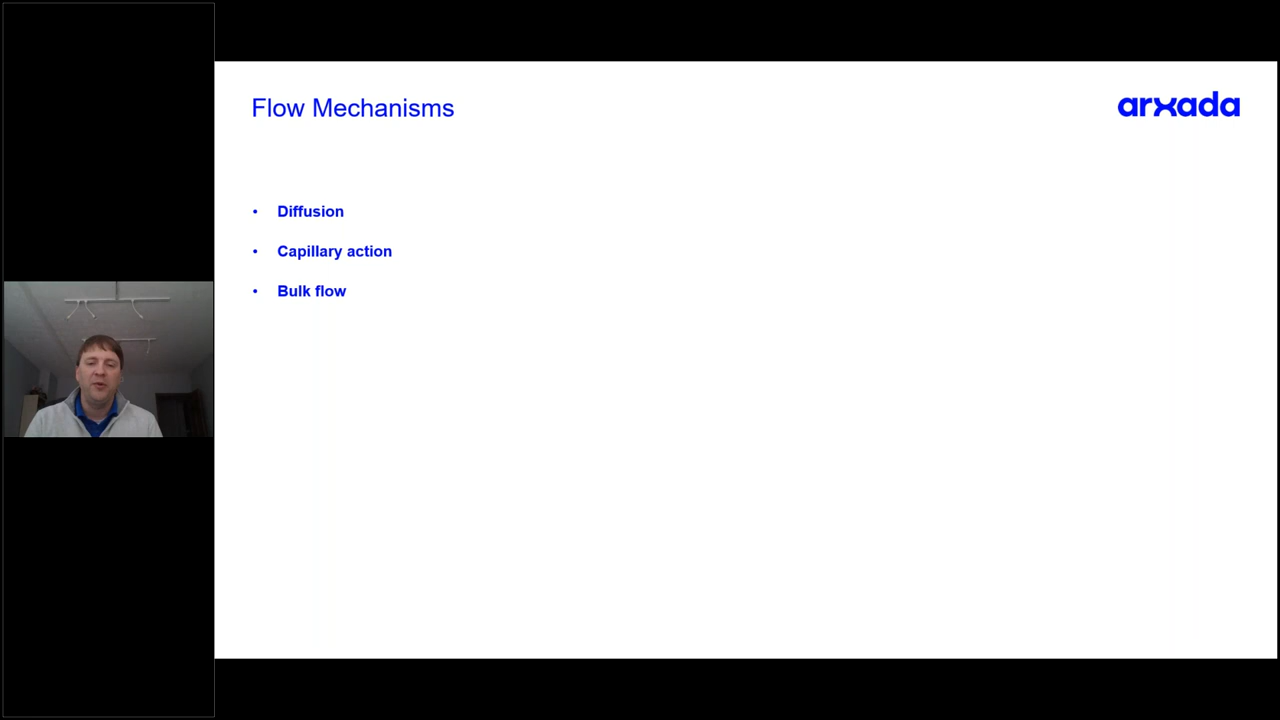 Flow Mechanisms
arxada
• Diffusion
• Capillary action
• Bulk flow